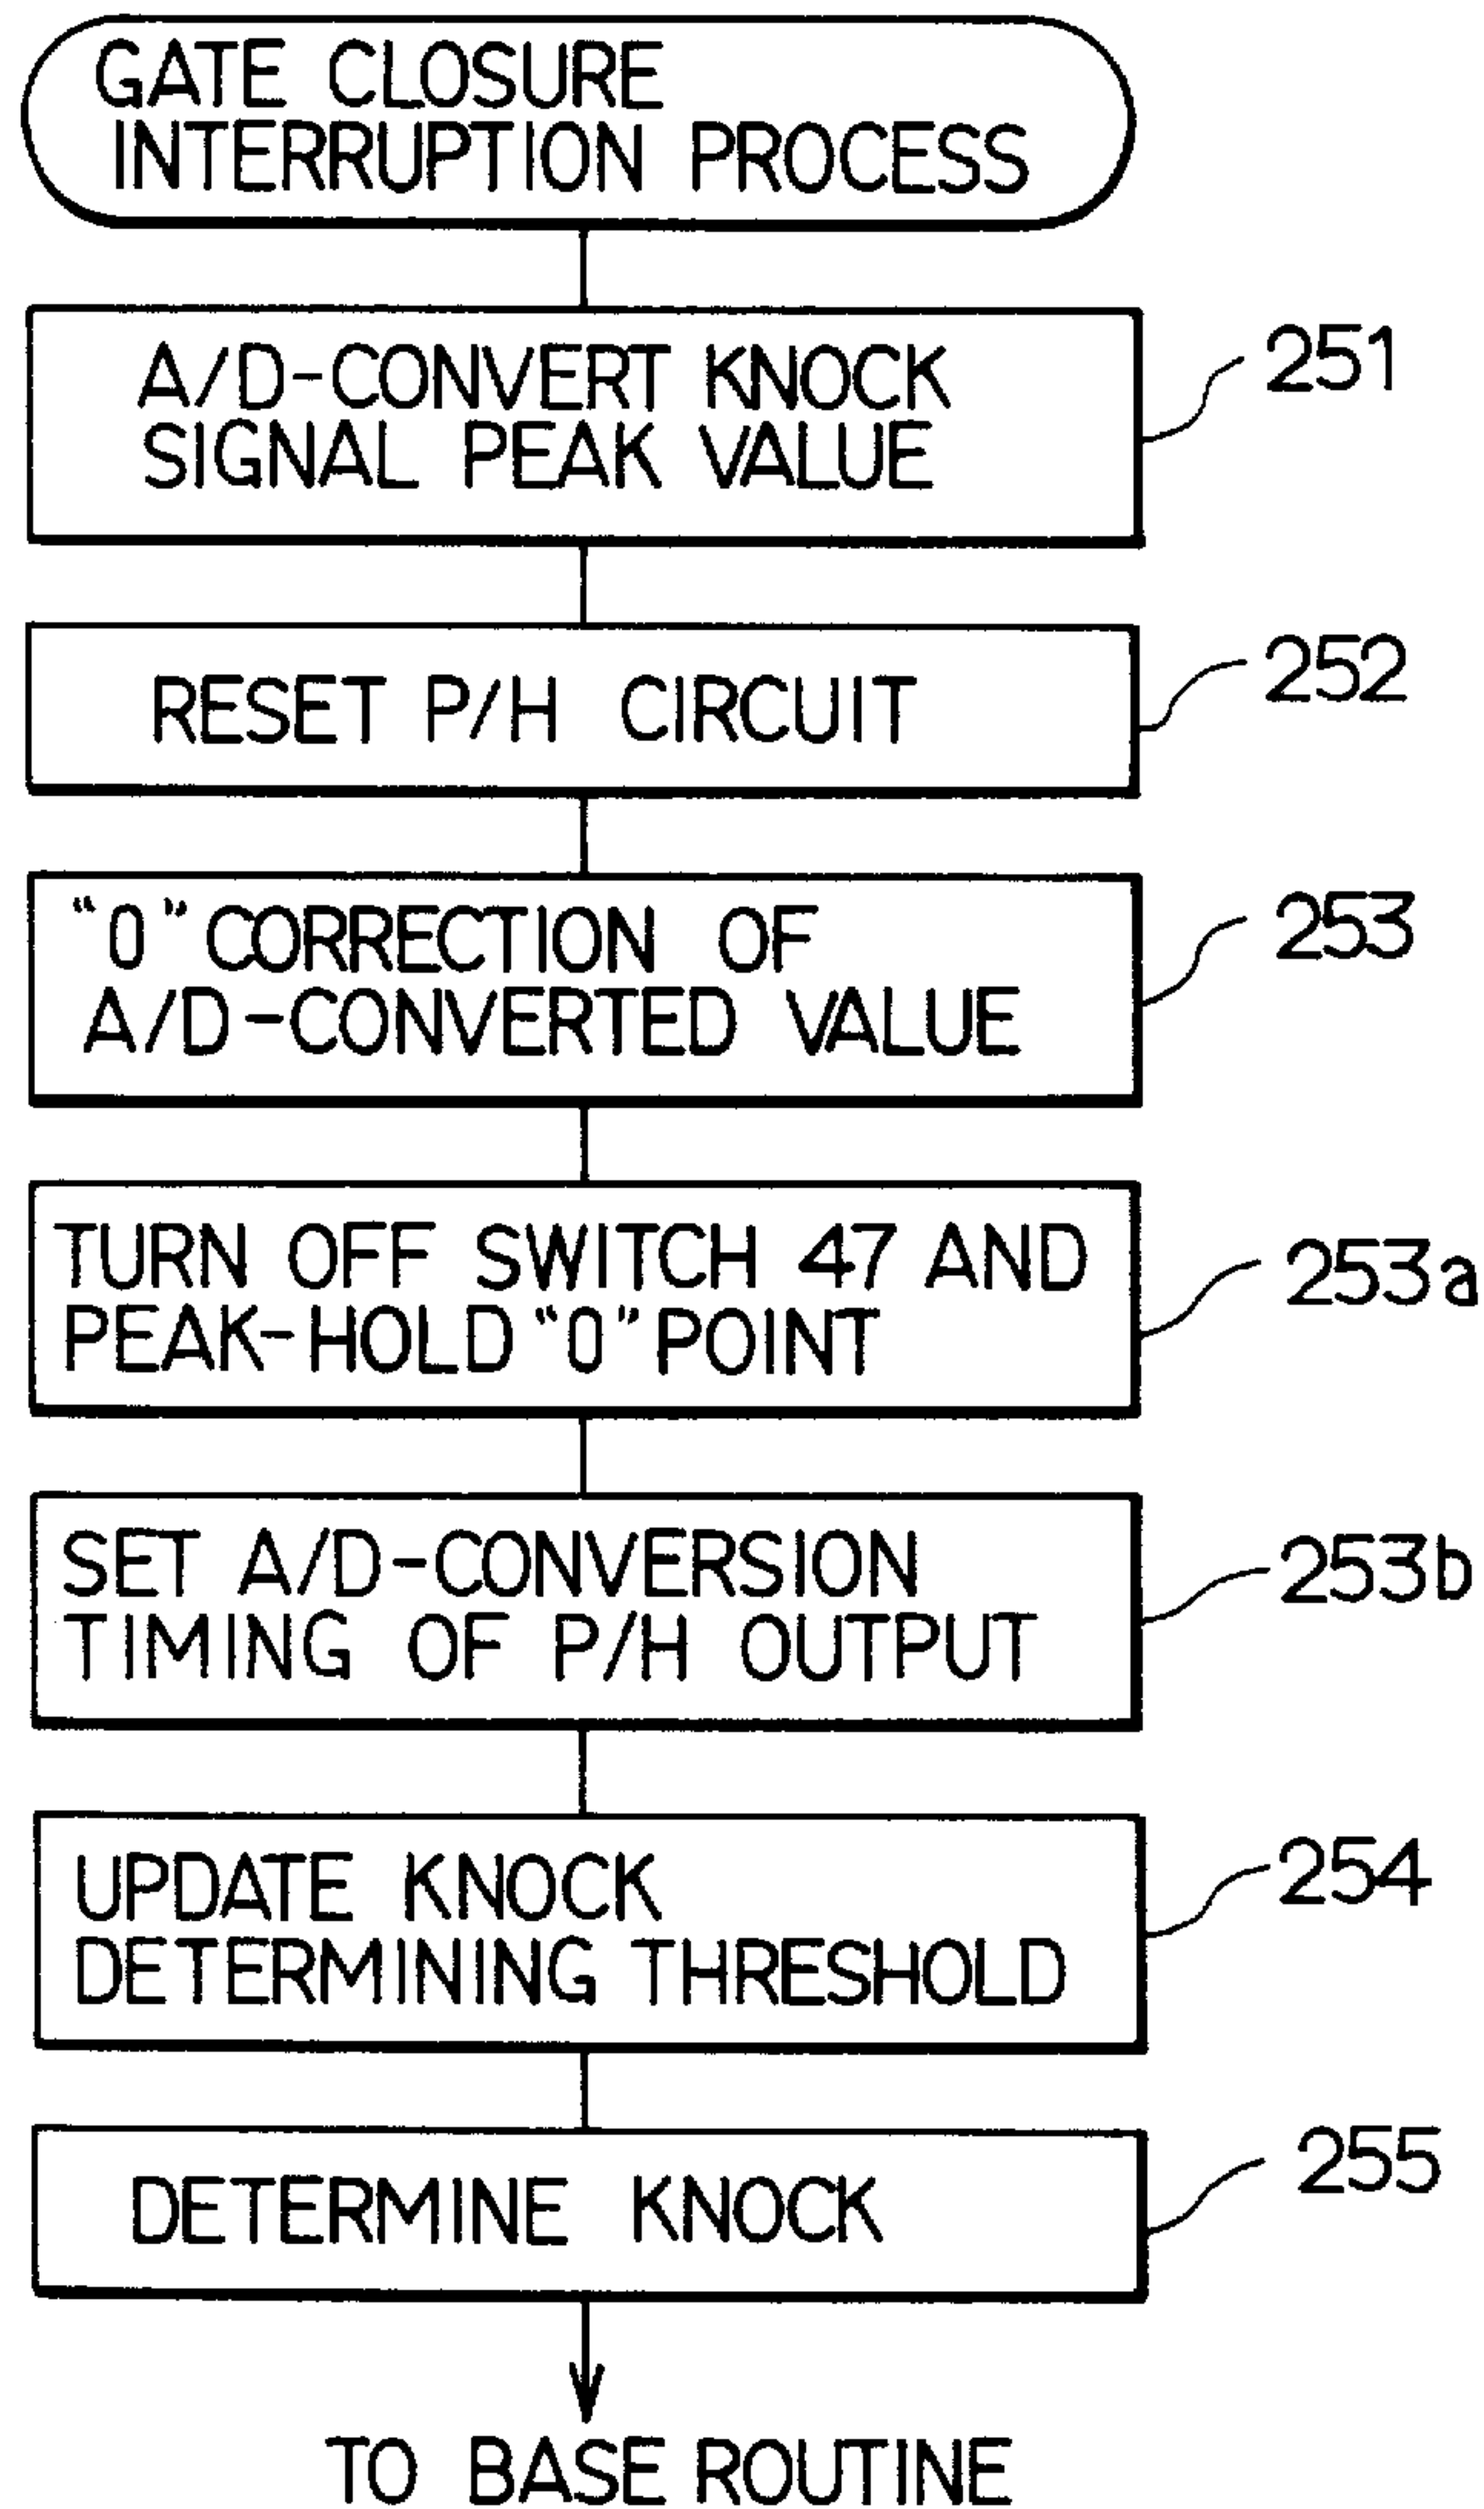 GATE CLOSURE
INTERRUPTION PROCESS
A/D-CONVERT KNOCK
SIGNAL PEAK VALUE
251
RESET P/H CIRCUIT
252
“0” CORRECTION OF
A/D-CONVERTED VALUE
253
TURN OFF SWITCH 47 AND
PEAK-HOLD “0” POINT
253a
SET A/D-CONVERSION
TIMING OF P/H OUTPUT
253b
UPDATE KNOCK
DETERMINING THRESHOLD
254
DETERMINE KNOCK
255
TO BASE ROUTINE